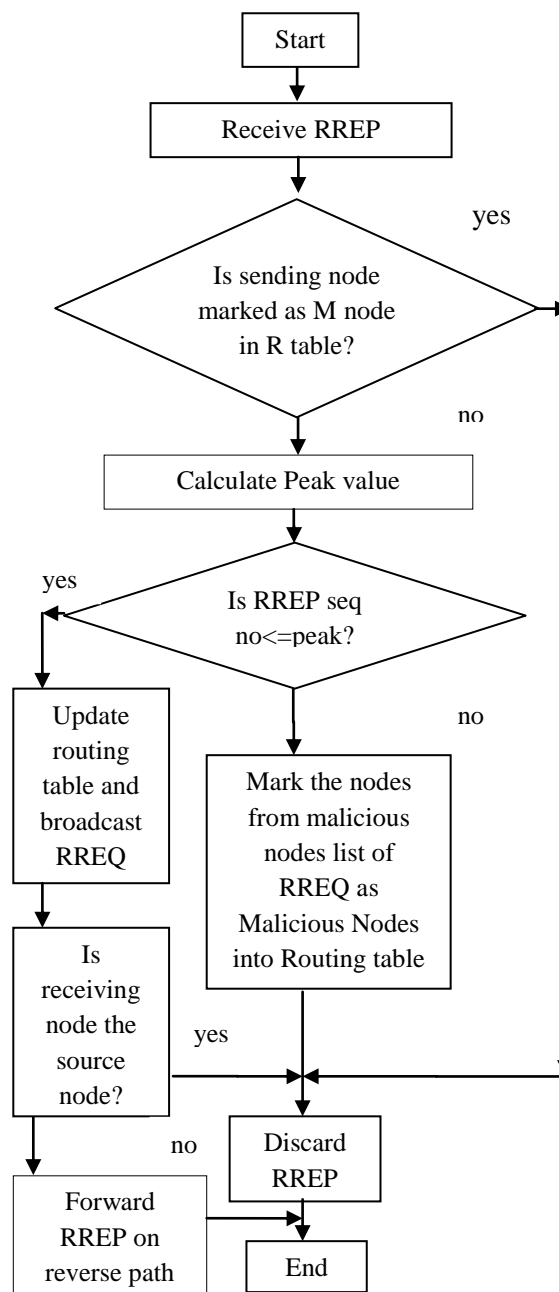 Start
Receive RREP
yes
Is sending node
marked as M node
in R table?
no
Calculate Peak value
yes
Is RREP seq
no<=peak?
no
Update
routing
table and
broadcast
RREQ
Mark the nodes
from malicious
nodes list of
RREQ as
Malicious Nodes
into Routing table
Is
receiving
node the
source
node?
yes
no
Discard
RREP
Forward
RREP on
reverse path
End